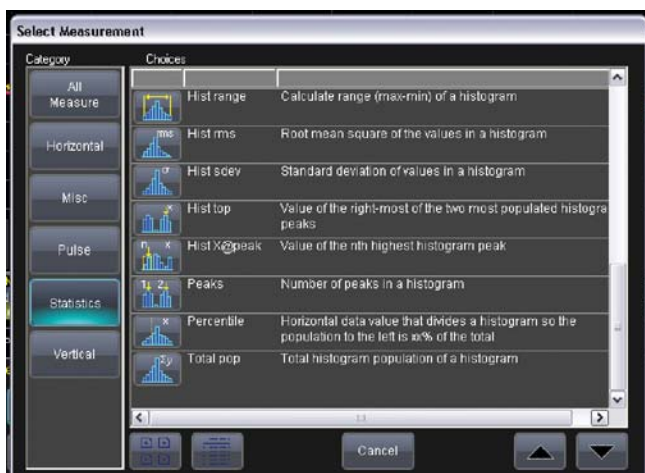 Select Measurement
Category
Choices
All
Measure
Horizontal
Misc
Pulse
Statistics
Vertical
Hist range Calculate range (max-min) of a histogram
rms Hist rms Root mean square of the values in a histogram
σ Hist sdev Standard deviation of values in a histogram
x Hist top Value of the right-most of the two most populated histogra
peaks
n x Hist X@peak Value of the nth highest histogram peak
1 2 Peaks Number of peaks in a histogram
x Percentile Horizontal data value that divides a histogram so the
population to the left is xx% of the total
Σy Total pop Total histogram population of a histogram
Cancel